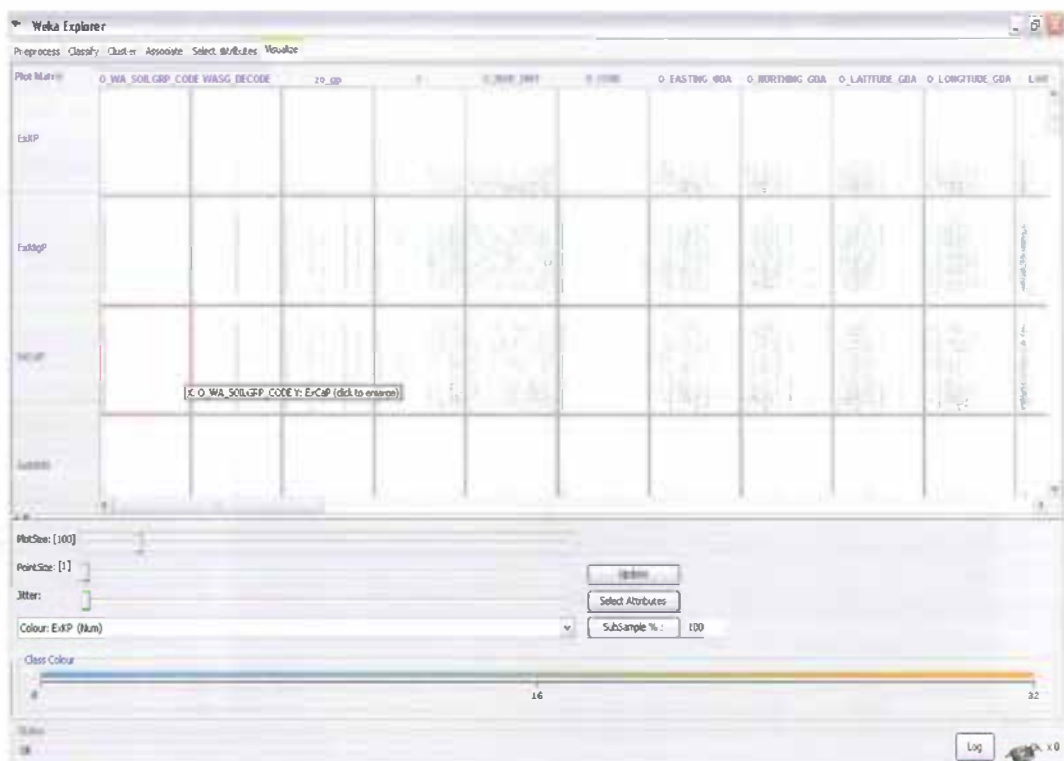 Weka Explorer
Preprocess Classify Cluster Associate Select attributes Visualize
Plot Matrix O_WA_SOILGRP_CODE WASG_DECODE zo_gp O_EASTING_GDA O_NORTHING_GDA O_LATITUDE_GDA O_LONGITUDE_GDA
ExKP
ExMgP
X: O_WA_SOILGRP_CODE Y: ExCaP (click to enlarge)
PlotSize: [100]
PointSize: [1]
Jitter:
Update
Select Attributes
Colour: ExKP (Num)
SubSample % : 100
Class Colour
0 16 32
Status
OK
Log
x 0